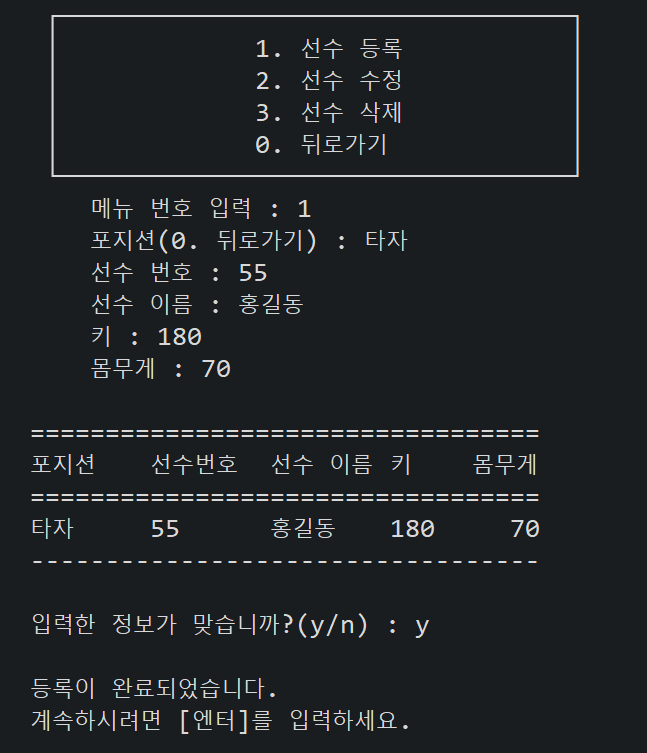 1. 선수 등록
2. 선수 수정
3. 선수 삭제
0. 뒤로가기
메뉴 번호 입력 : 1
포지션(0. 뒤로가기) : 타자
선수 번호 : 55
선수 이름 : 홍길동
키 : 180
몸무게 : 70
==================================
포지션 선수번호 선수 이름 키 몸무게
==================================
타자 55 홍길동 180 70
----------------------------------
입력한 정보가 맞습니까?(y/n) : y
등록이 완료되었습니다.
계속하시려면 [엔터]를 입력하세요.